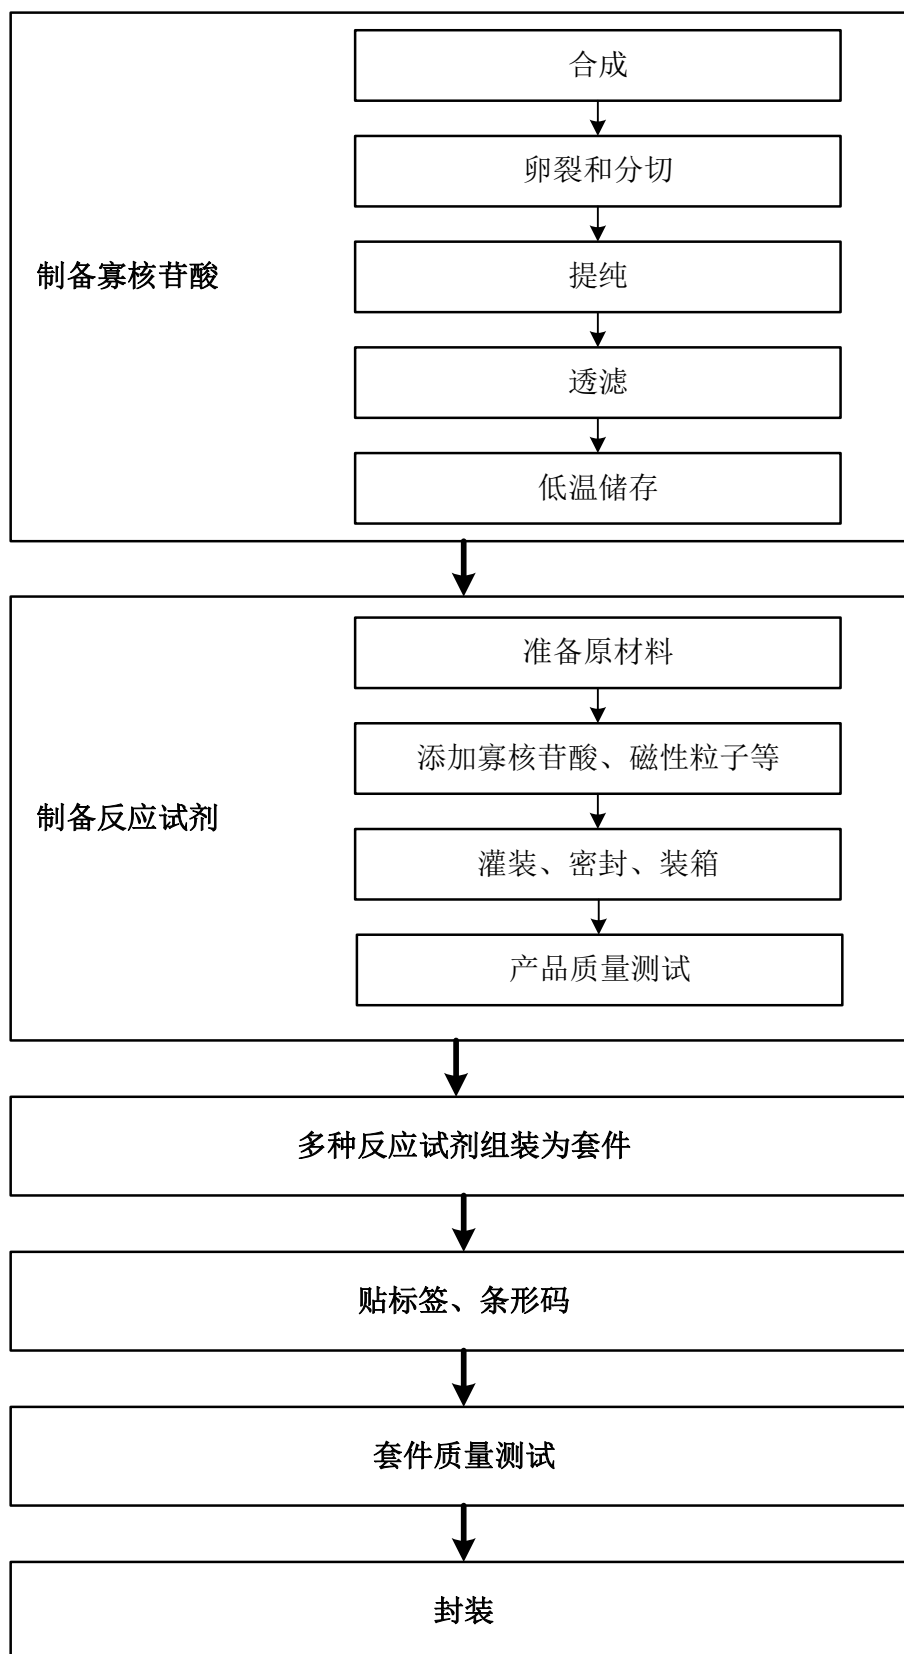 合成
卵裂和分切
制备寡核苷酸
提纯
透滤
低温储存
准备原材料
添加寡核苷酸、磁性粒子等
制备反应试剂
灌装、密封、装箱
产品质量测试
多种反应试剂组装为套件
贴标签、条形码
套件质量测试
封装